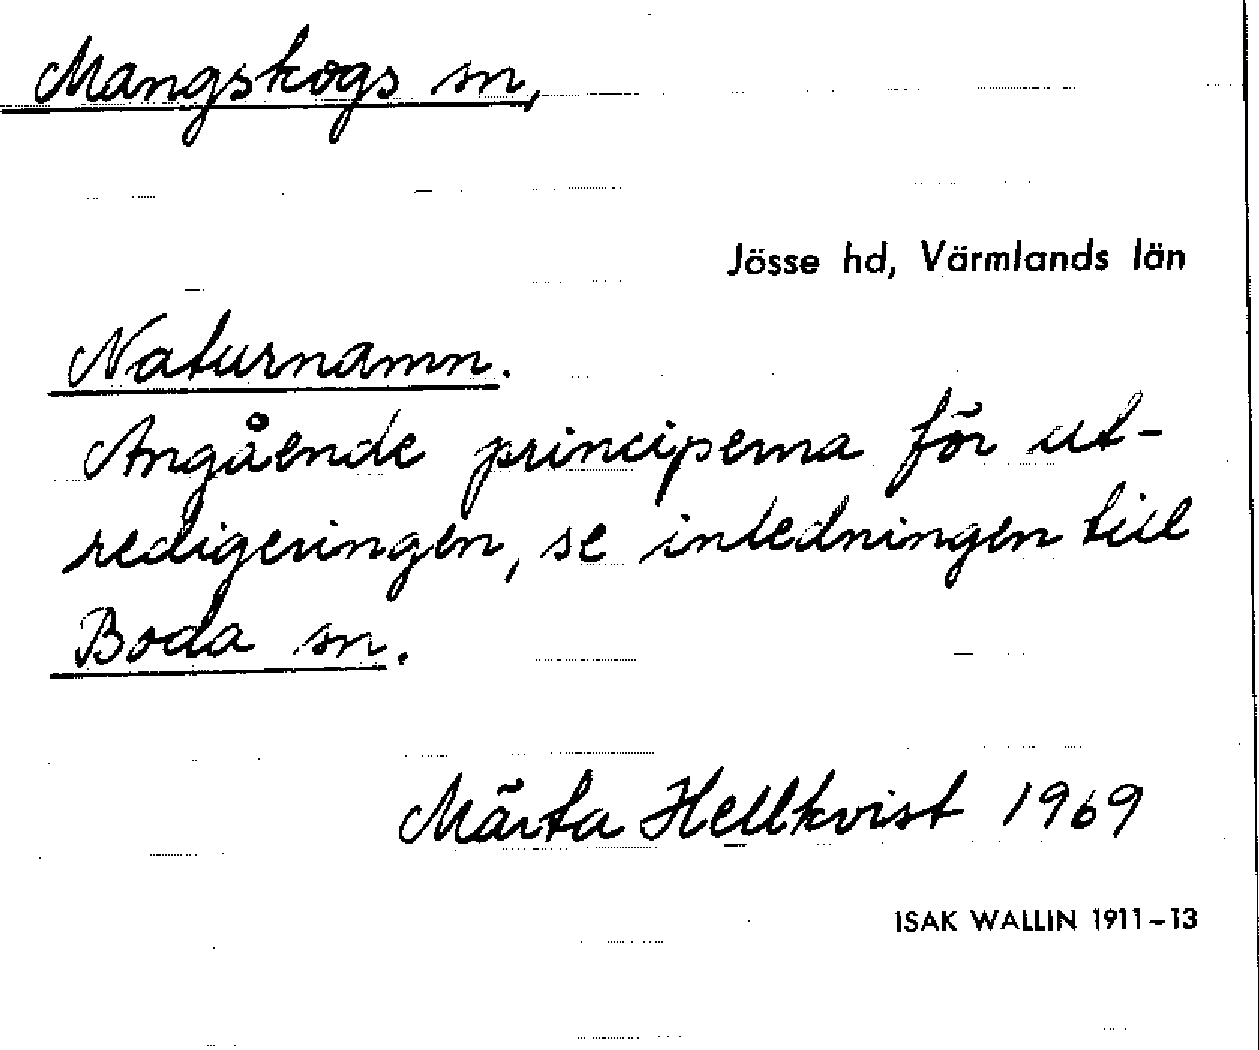 Mangskogs sn,
Jösse hd, Värmlands län
Naturnamn.
Angående principerna för ut-
redigeringen, se inledningen till
Boda sn.
Märta Hellkvist 1969
ISAK WALLIN 1911-13